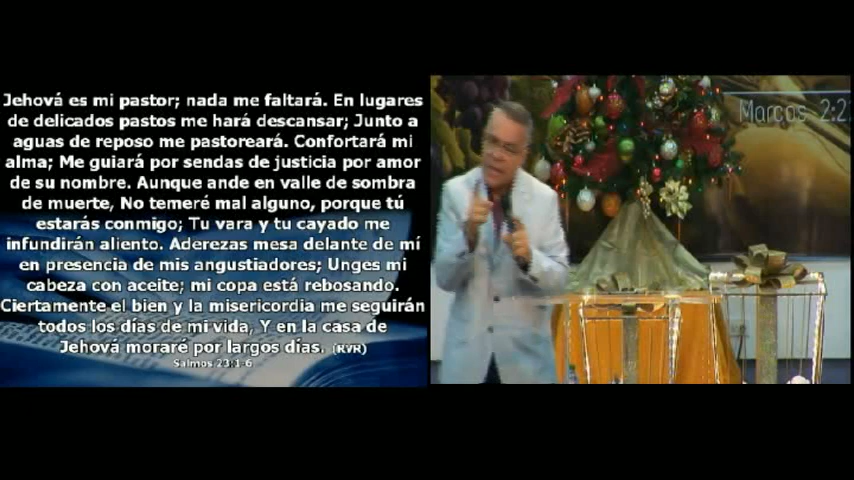 Jehová es mi pastor; nada me faltará. En lugares
de delicados pastos me hará descansar; Junto a
aguas de reposo me pastoreará. Confortará mi
alma; Me guiará por sendas de justicia por amor
de su nombre. Aunque ande en valle de sombra
de muerte, No temeré mal alguno, porque tú
estarás conmigo; Tu vara y tu cayado me
infundirán aliento. Aderezas mesa delante de mí
en presencia de mis angustiadores; Unges mi
cabeza con aceite; mi copa está rebosando.
Ciertamente el bien y la misericordia me seguirán
todos los días de mi vida, Y en la casa de
Jehová moraré por largos días. (RVR)
Salmos 23:1-6
Marcos 2:2